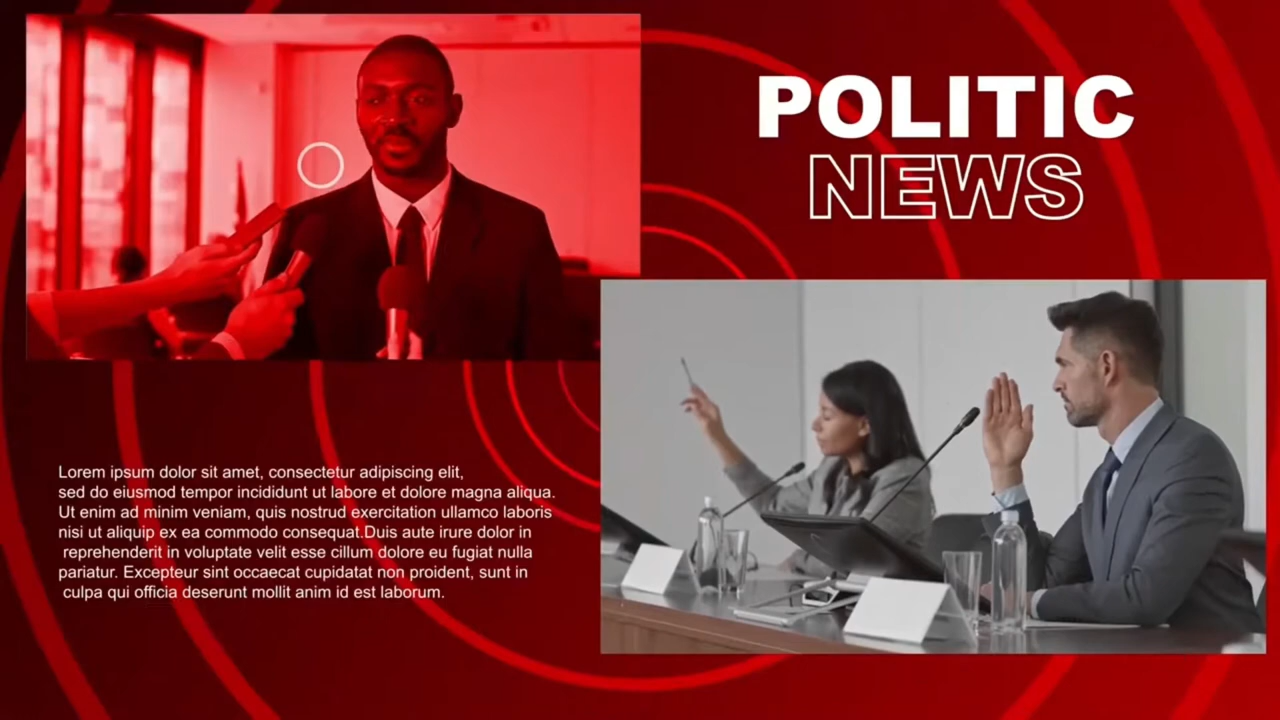 POLITIC
NEWS
Lorem ipsum dolor sit amet, consectetur adipiscing elit,
sed do eiusmod tempor incididunt ut labore et dolore magna aliqua.
Ut enim ad minim veniam, quis nostrud exercitation ullamco laboris
nisi ut aliquip ex ea commodo consequat.Duis aute irure dolor in
reprehenderit in voluptate velit esse cillum dolore eu fugiat nulla
pariatur. Excepteur sint occaecat cupidatat non proident, sunt in
culpa qui officia deserunt mollit anim id est laborum.